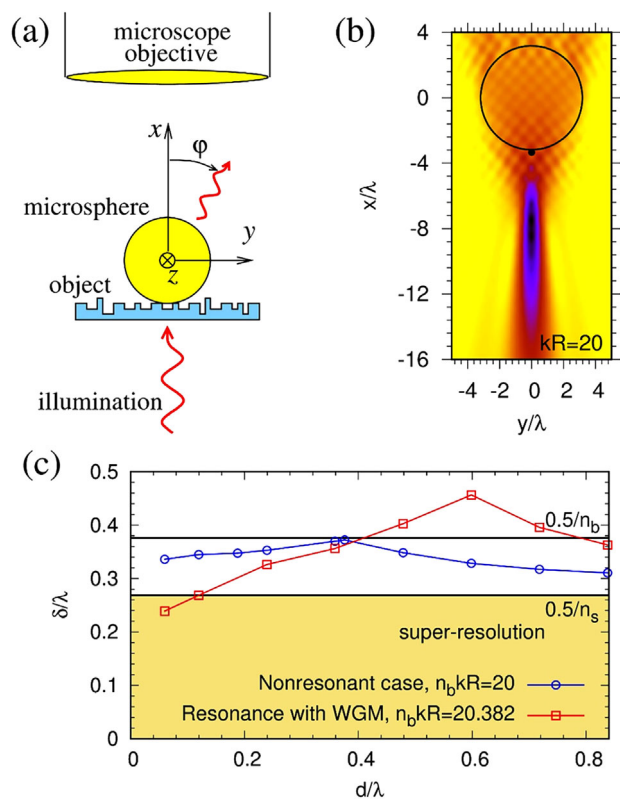 (a)
microscope
objective
x
φ
microsphere
y
z
object
illumination
(b)
4
0
-4
-8
-12
-16
x/λ
kR=20
-4 -2 0 2 4
y/λ
(c)
0.5
0.4
0.3
0.2
0.1
0
δ/λ
0.5/n_b
0.5/n_s
super-resolution
Nonresonant case, n_bkR=20
Resonance with WGM, n_bkR=20.382
0 0.2 0.4 0.6 0.8
d/λ